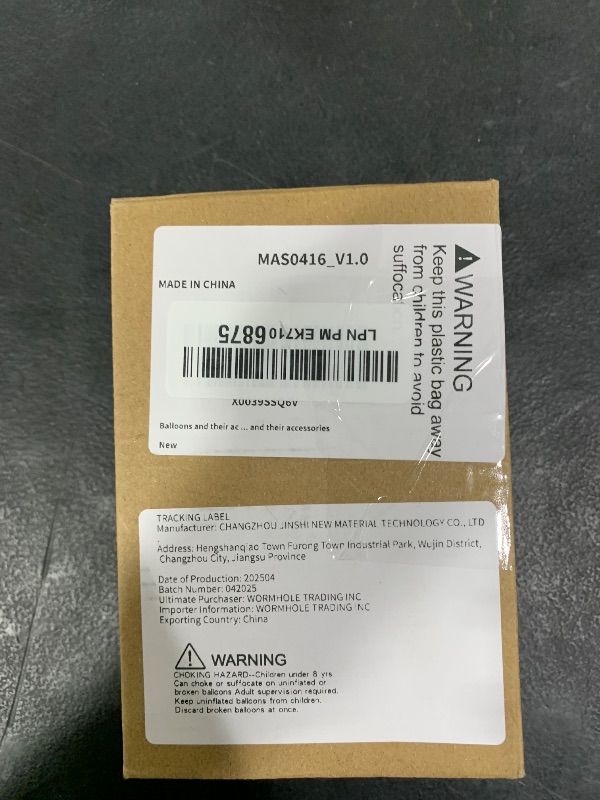 MAS0416_V1.0
MADE IN CHINA
LPN PM EK710 6875
X0039SSQ6V
Balloons and their ac ... and their accessories
New
WARNING
Keep this plastic bag away
from children to avoid
TRACKING LABEL
Manufacturer: CHANGZHOU JINSHI NEW MATERIAL TECHNOLOGY CO., LTD
Address: Hengshanqiao Town Furong Town Industrial Park, Wujin District,
Changzhou City, Jiangsu Province
Date of Production: 202504
Batch Number: 042025
Ultimate Purchaser: WORMHOLE TRADING INC
Importer Information: WORMHOLE TRADING INC
Exporting Country: China
WARNING
CHOKING HAZARD--Children under 8 yrs.
Can choke or suffocate on uninflated or
broken balloons. Adult supervision required.
Keep uninflated balloons from children.
Discard broken balloons at once.